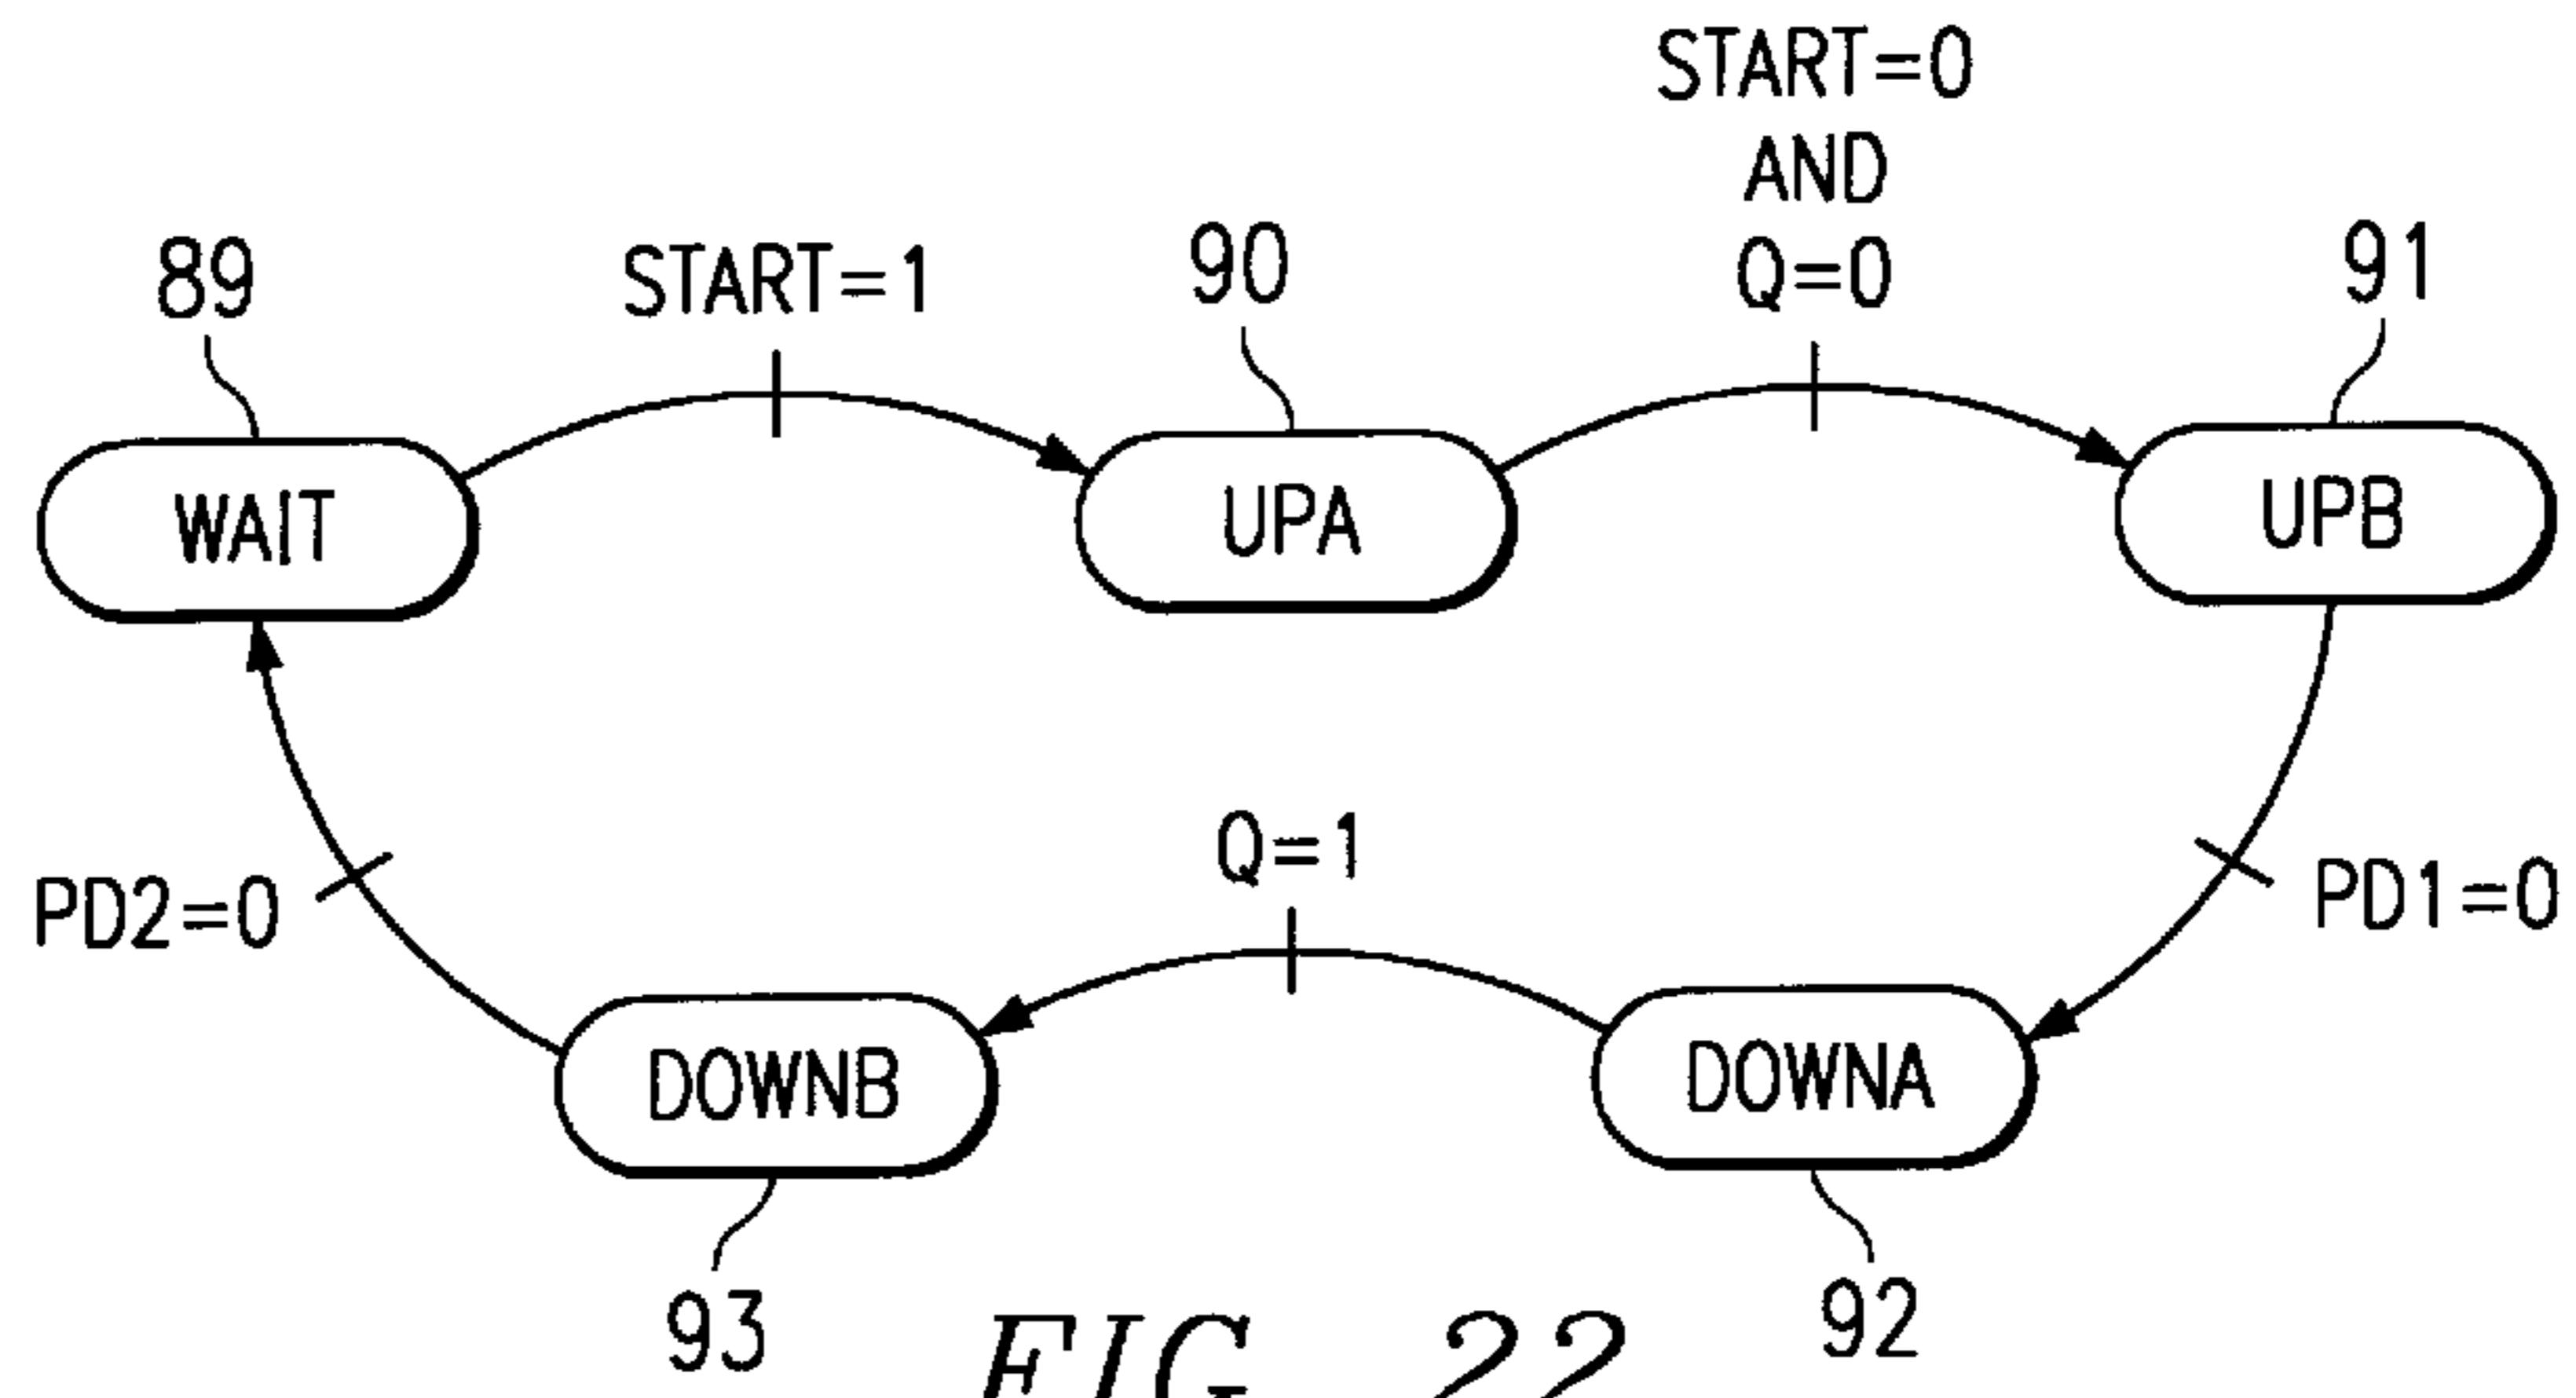 START=0
AND
Q=0
89
START=1
90
91
WAIT
UPA
UPB
PD2=0
Q=1
PD1=0
DOWNB
DOWNA
93
92
FIG. 22